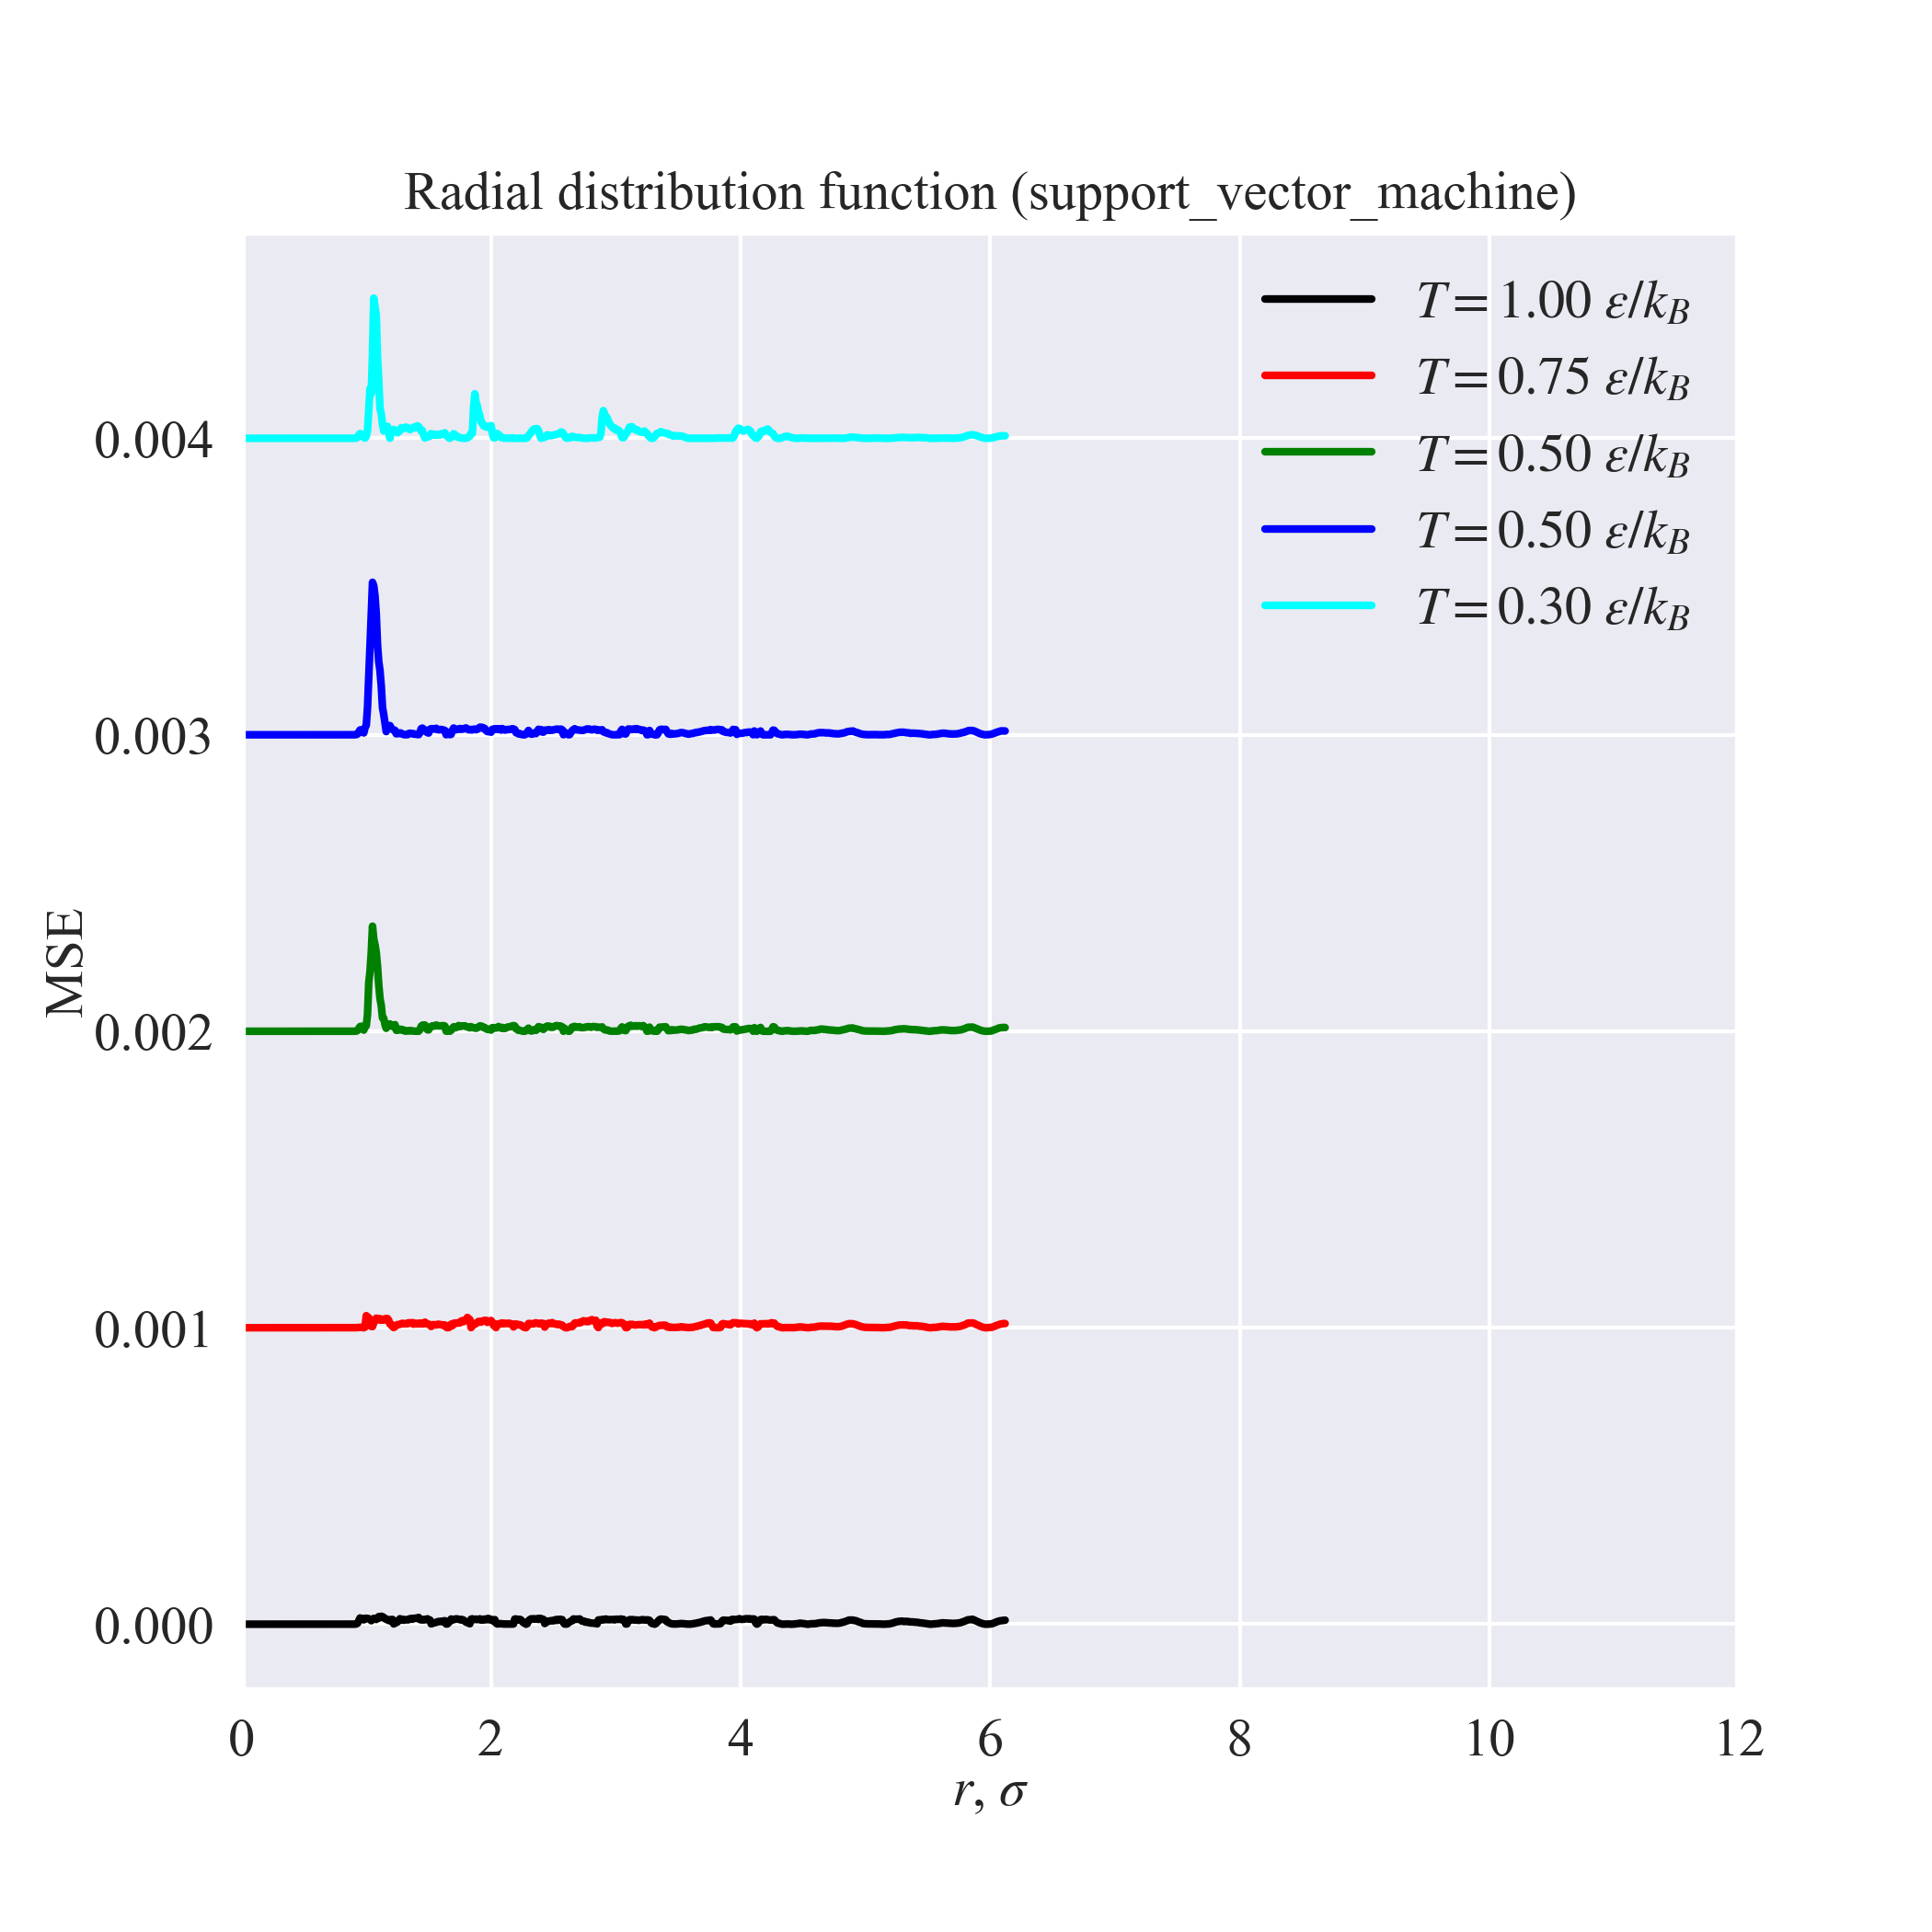 Radial distribution function (support_vector_machine)
T = 1.00 ε/k_B
T = 0.75 ε/k_B
T = 0.50 ε/k_B
T = 0.50 ε/k_B
T = 0.30 ε/k_B
0.004
0.003
0.002
0.001
0.000
MSE
0 2 4 6 8 10 12
r, σ